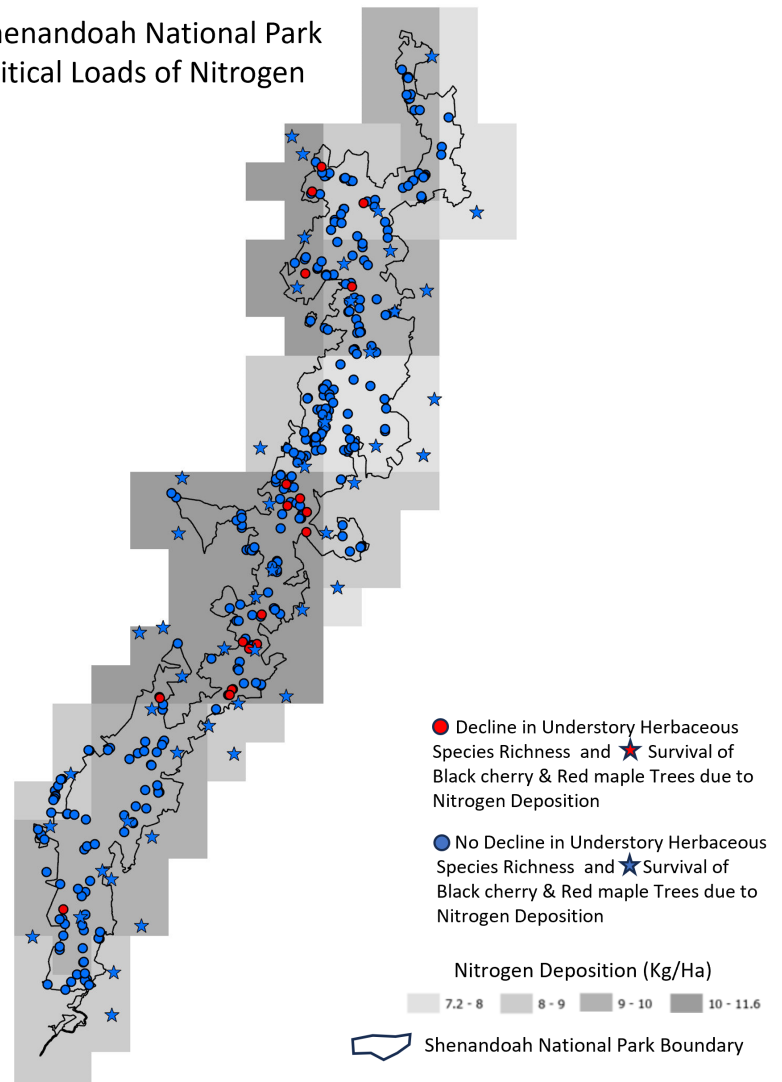 henandoah National Park
itical Loads of Nitrogen
Decline in Understory Herbaceous
Species Richness and Survival of
Black cherry & Red maple Trees due to
Nitrogen Deposition
No Decline in Understory Herbaceous
Species Richness and Survival of
Black cherry & Red maple Trees due to
Nitrogen Deposition
Nitrogen Deposition (Kg/Ha)
7.2 - 8 8 - 9 9 - 10 10 - 11.6
Shenandoah National Park Boundary